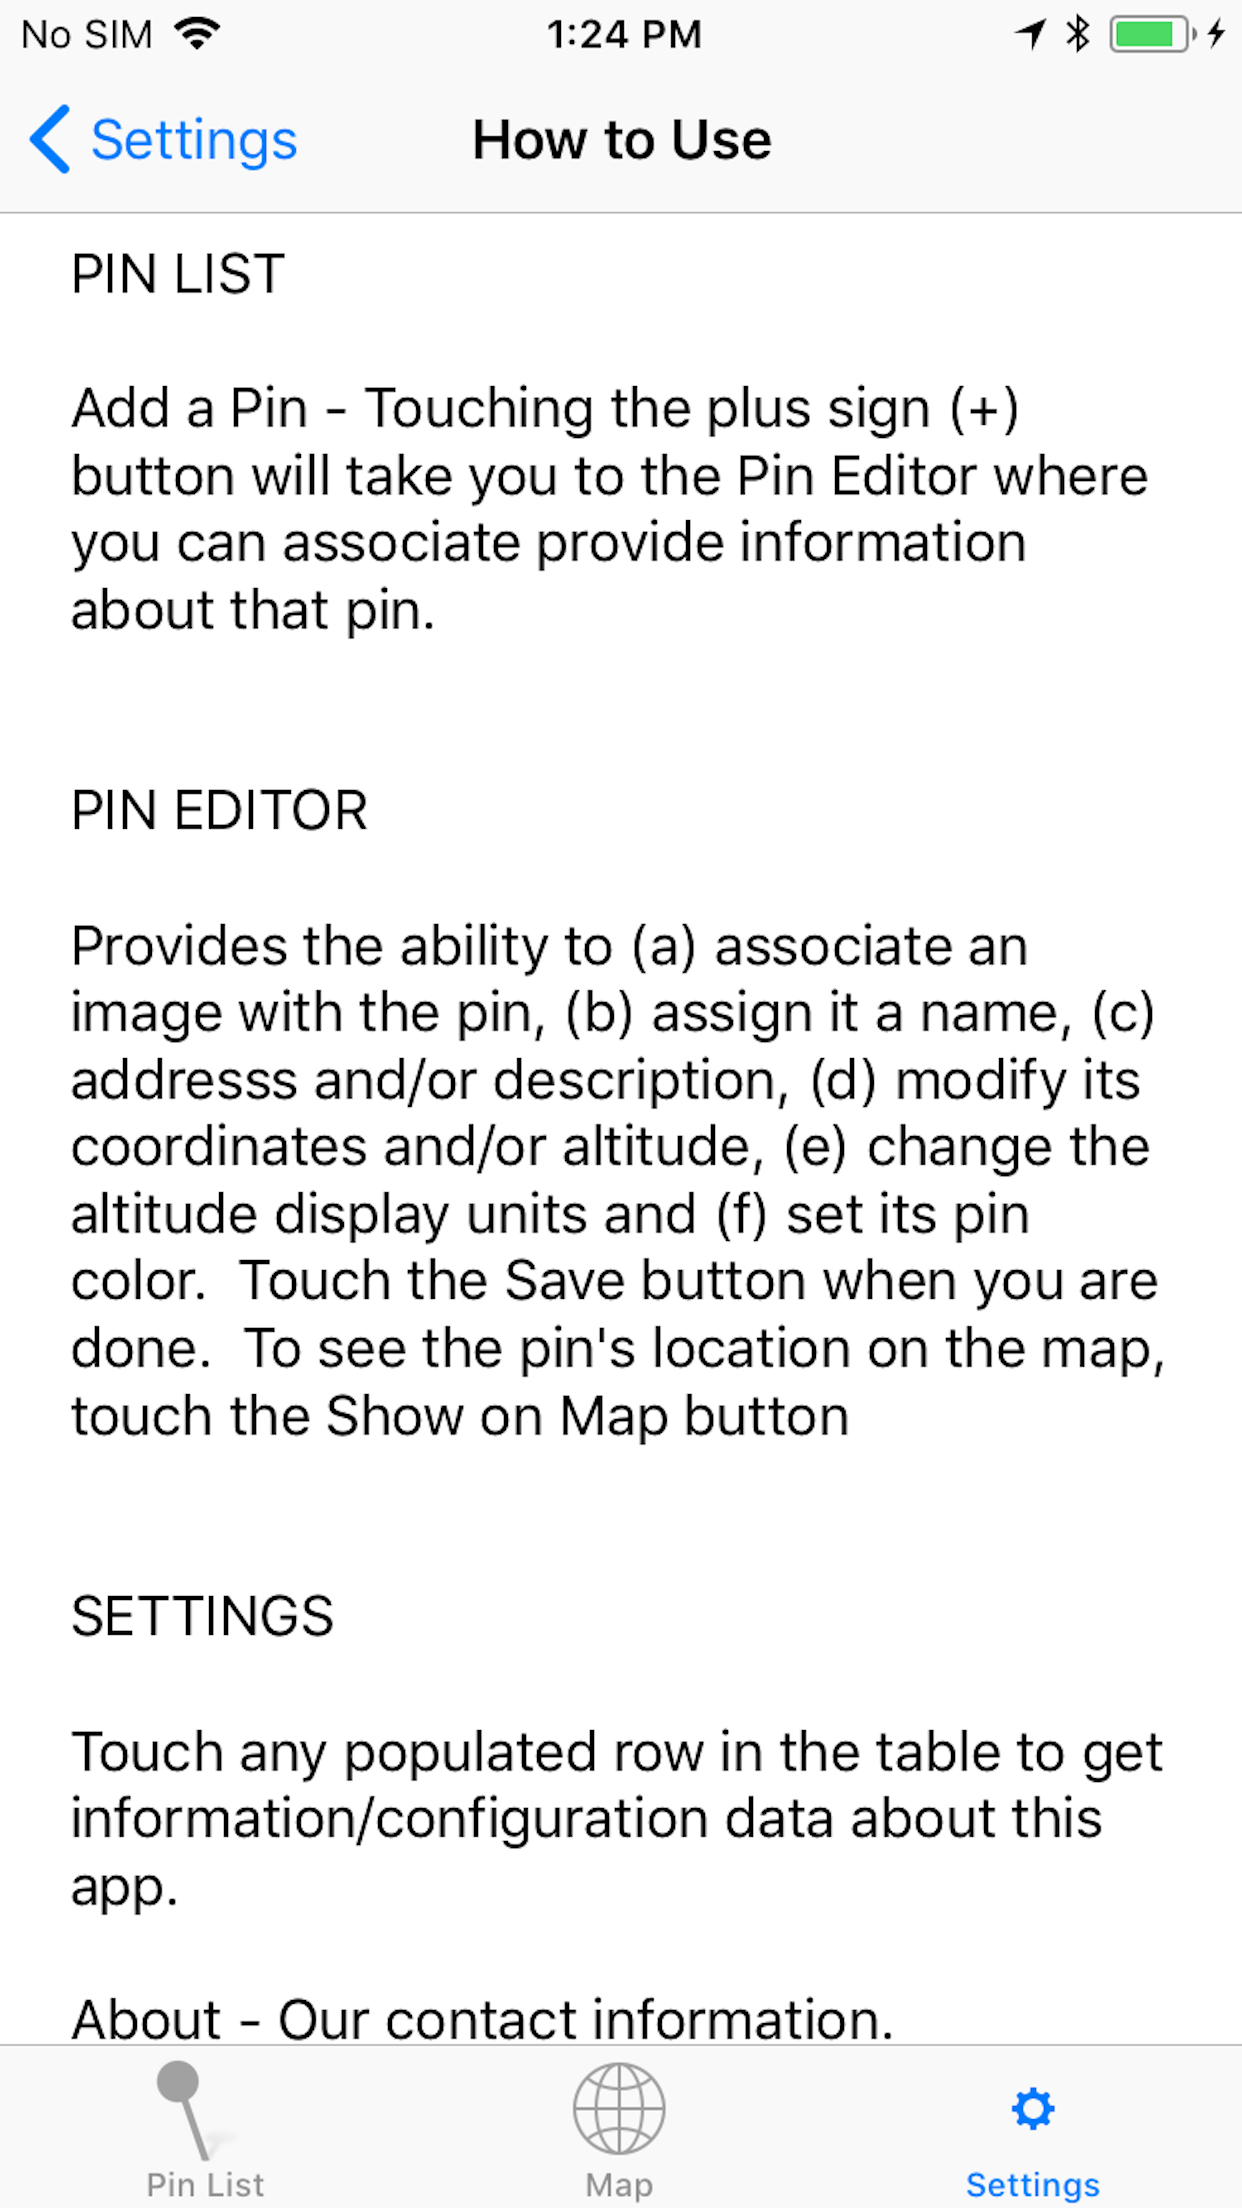 No SIM 1:24 PM
Settings How to Use
PIN LIST
Add a Pin - Touching the plus sign (+)
button will take you to the Pin Editor where
you can associate provide information
about that pin.
PIN EDITOR
Provides the ability to (a) associate an
image with the pin, (b) assign it a name, (c)
addresss and/or description, (d) modify its
coordinates and/or altitude, (e) change the
altitude display units and (f) set its pin
color.  Touch the Save button when you are
done.  To see the pin's location on the map,
touch the Show on Map button
SETTINGS
Touch any populated row in the table to get
information/configuration data about this
app.
About - Our contact information.
Pin List Map Settings